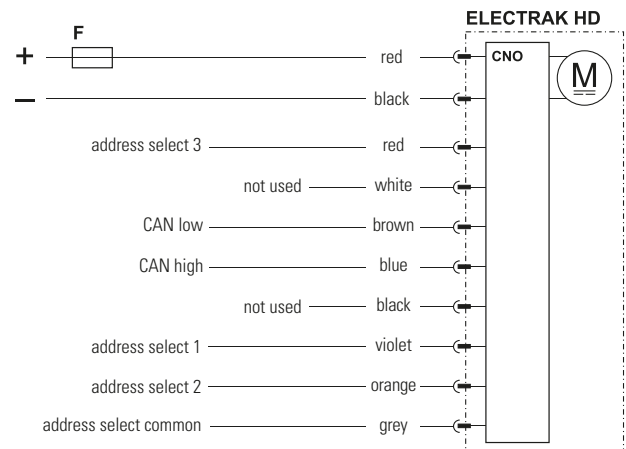 ELECTRAK HD
F
+ red CNO
M
– black
address select 3 red
not used white
CAN low brown
CAN high blue
not used black
address select 1 violet
address select 2 orange
address select common grey